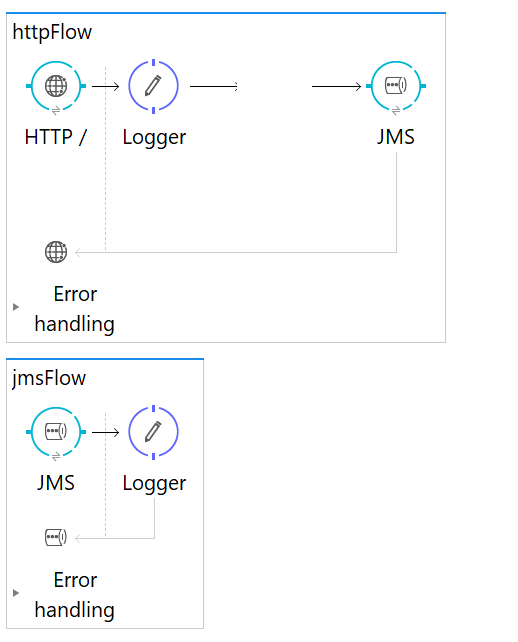 httpFlow
HTTP /
Logger
JMS
Error
handling
jmsFlow
JMS
Logger
Error
handling